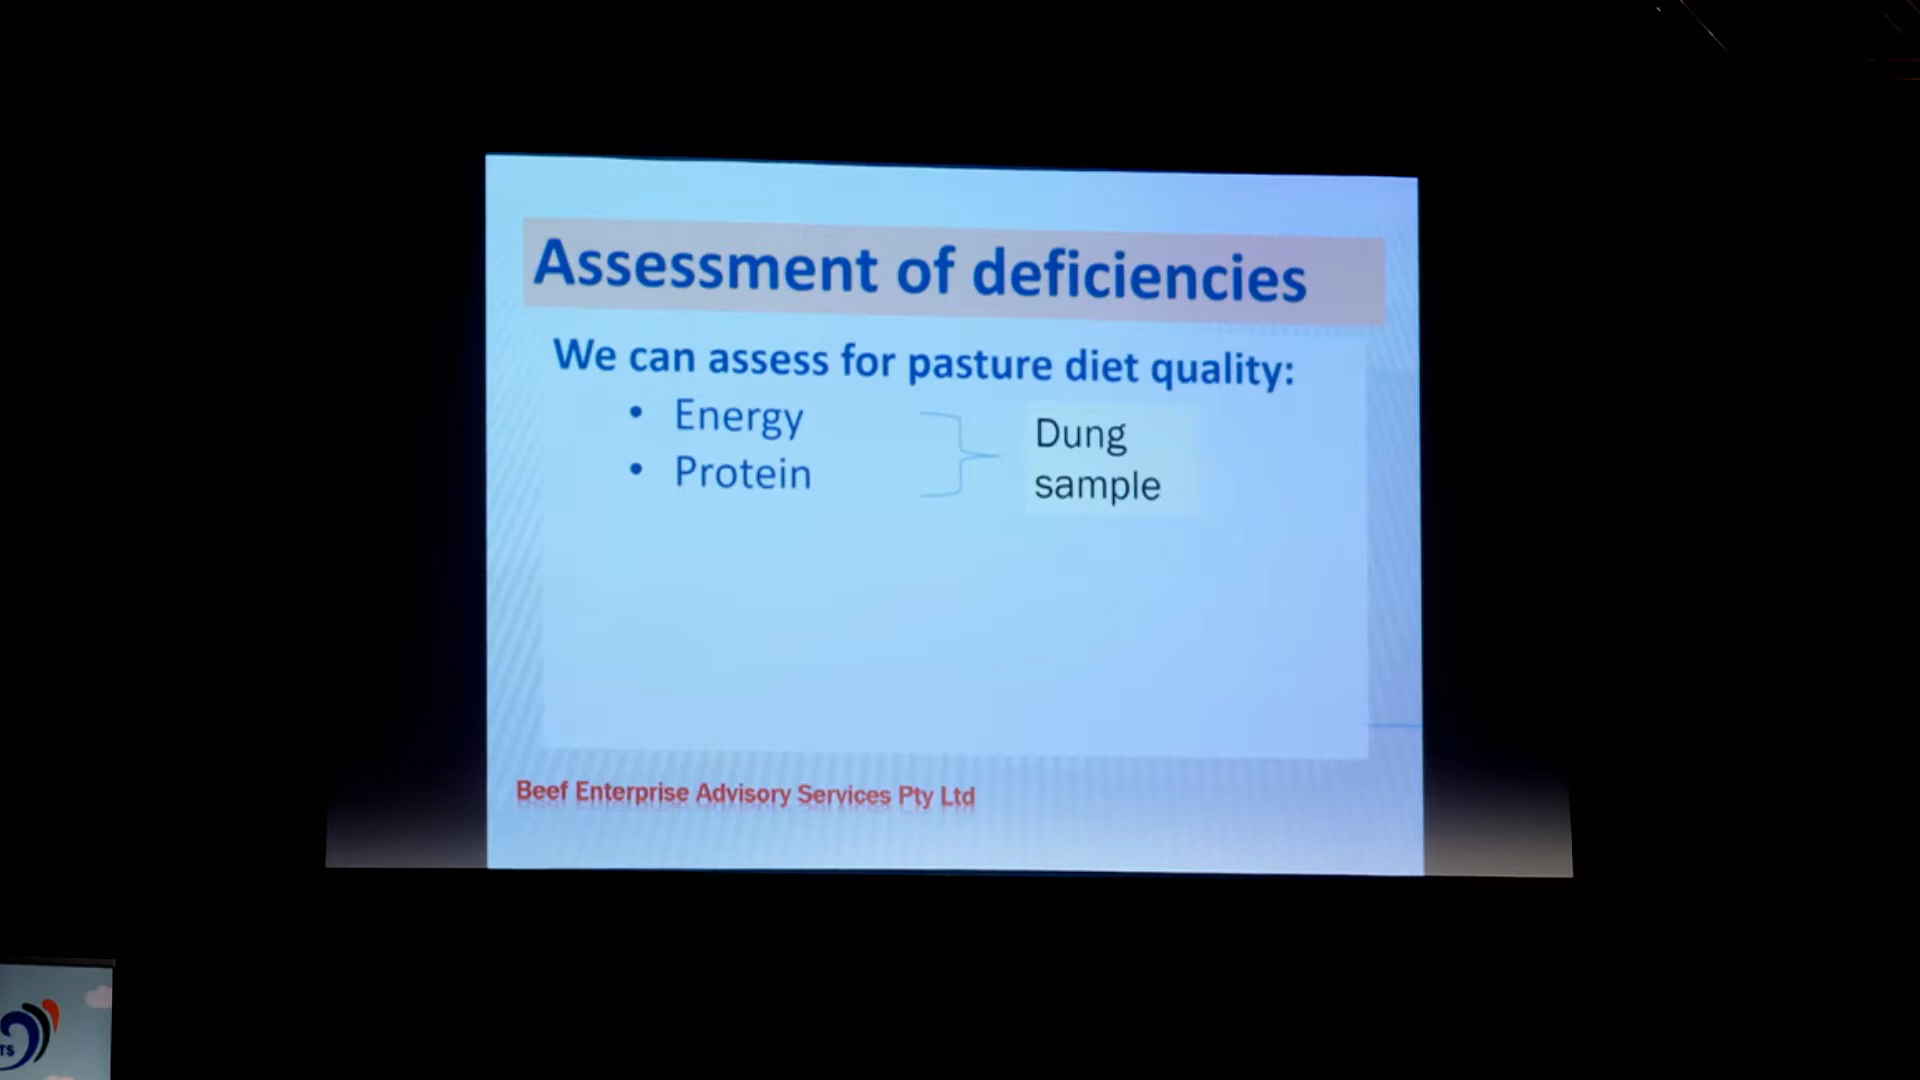 Assessment of deficiencies
We can assess for pasture diet quality:
• Energy
• Protein
Dung
sample
Beef Enterprise Advisory Services Pty Ltd
TS